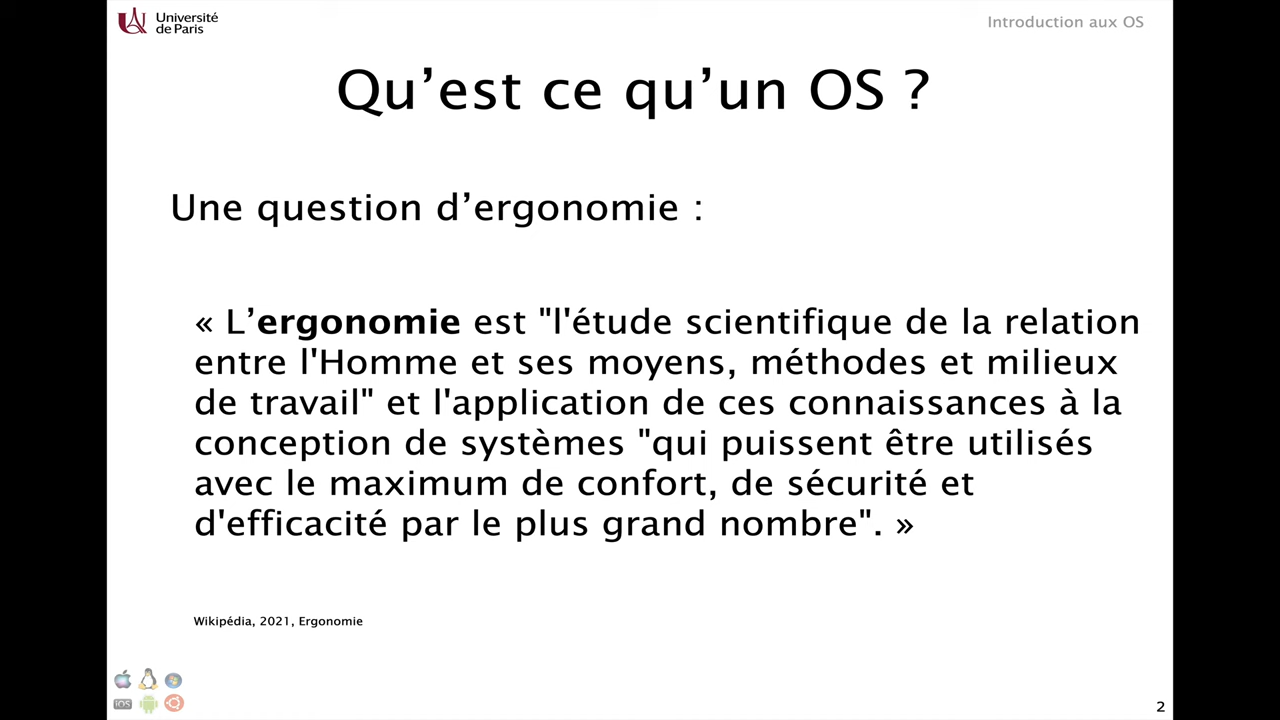 Université
de Paris
Introduction aux OS
Qu’est ce qu’un OS ?
Une question d’ergonomie :
« L’ergonomie est "l'étude scientifique de la relation
entre l'Homme et ses moyens, méthodes et milieux
de travail" et l'application de ces connaissances à la
conception de systèmes "qui puissent être utilisés
avec le maximum de confort, de sécurité et
d'efficacité par le plus grand nombre". »
Wikipédia, 2021, Ergonomie
iOS
2